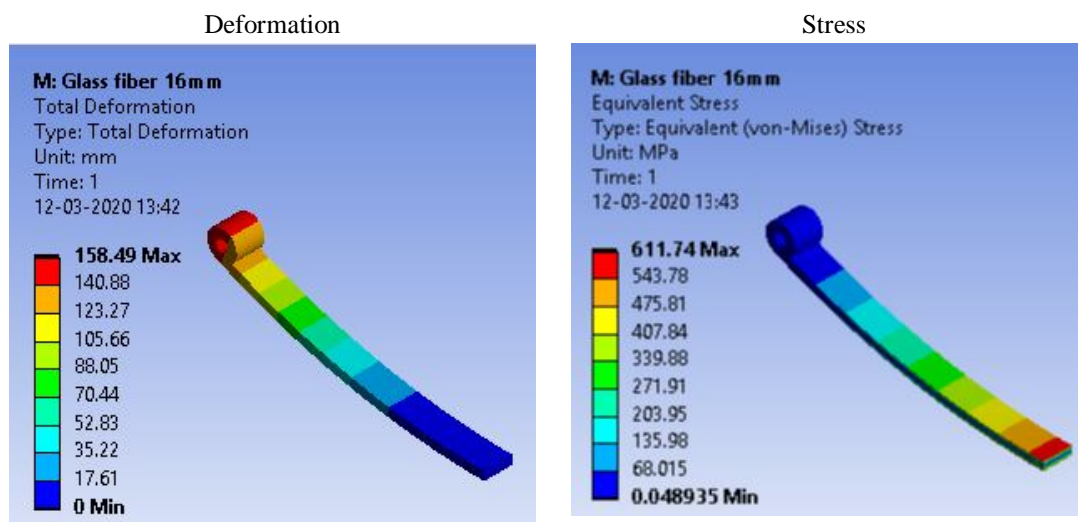 Deformation
M: Glass fiber 16mm
Total Deformation
Type: Total Deformation
Unit: mm
Time: 1
12-03-2020 13:42
158.49 Max
140.88
123.27
105.66
88.05
70.44
52.83
35.22
17.61
0 Min
Stress
M: Glass fiber 16mm
Equivalent Stress
Type: Equivalent (von-Mises) Stress
Unit: MPa
Time: 1
12-03-2020 13:43
611.74 Max
543.78
475.81
407.84
339.88
271.91
203.95
135.98
68.015
0.048935 Min